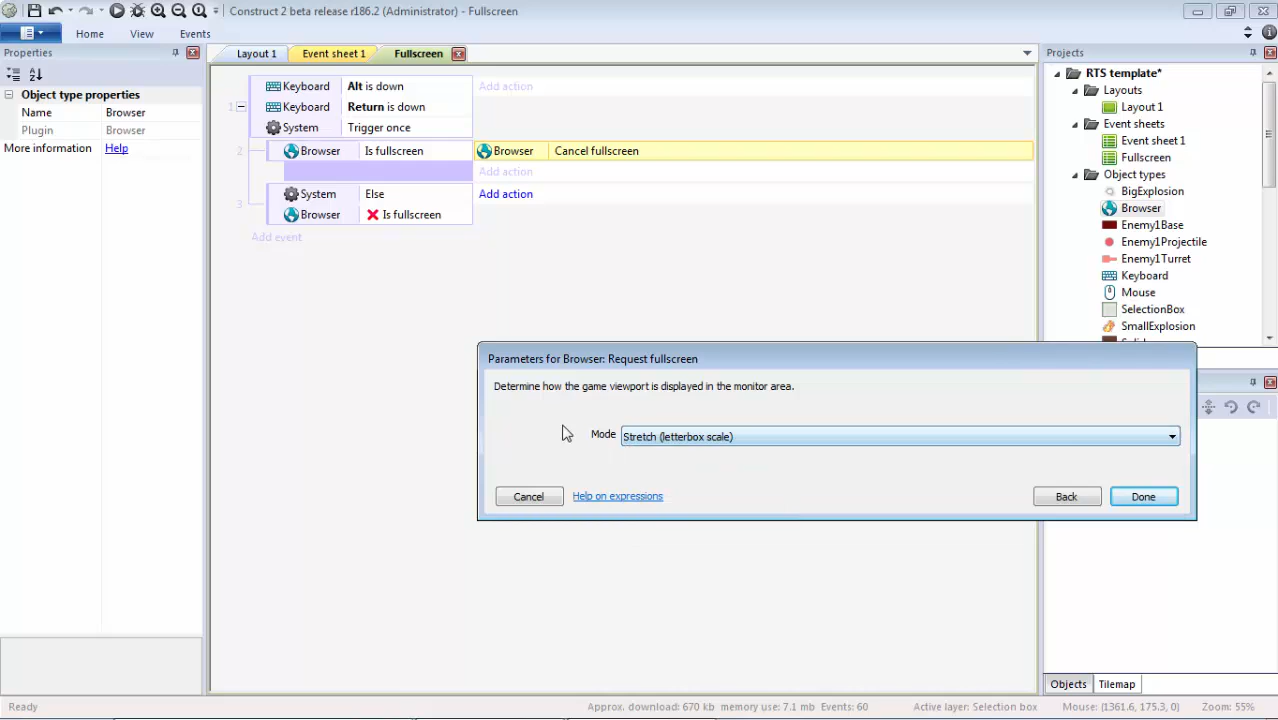 Construct 2 beta release r186.2 (Administrator) - Fullscreen
Home View Events
Properties
Object type properties
Name Browser
Plugin Browser
More information Help
Layout 1 Event sheet 1 Fullscreen
1 Keyboard Alt is down Add action
Keyboard Return is down
System Trigger once
2 Browser Is fullscreen Browser Cancel fullscreen
Add action
3 System Else Add action
Browser Is fullscreen
Add event
Parameters for Browser: Request fullscreen
Determine how the game viewport is displayed in the monitor area.
Mode Stretch (letterbox scale)
Cancel Help on expressions Back Done
Projects
RTS template*
Layouts
Layout 1
Event sheets
Event sheet 1
Fullscreen
Object types
BigExplosion
Browser
Enemy1Base
Enemy1Projectile
Enemy1Turret
Keyboard
Mouse
SelectionBox
SmallExplosion
Objects Tilemap
Ready Approx. download: 670 kb memory use: 7.1 mb Events: 60 Active layer: Selection box Mouse: (1361.6, 175.3, 0) Zoom: 55%